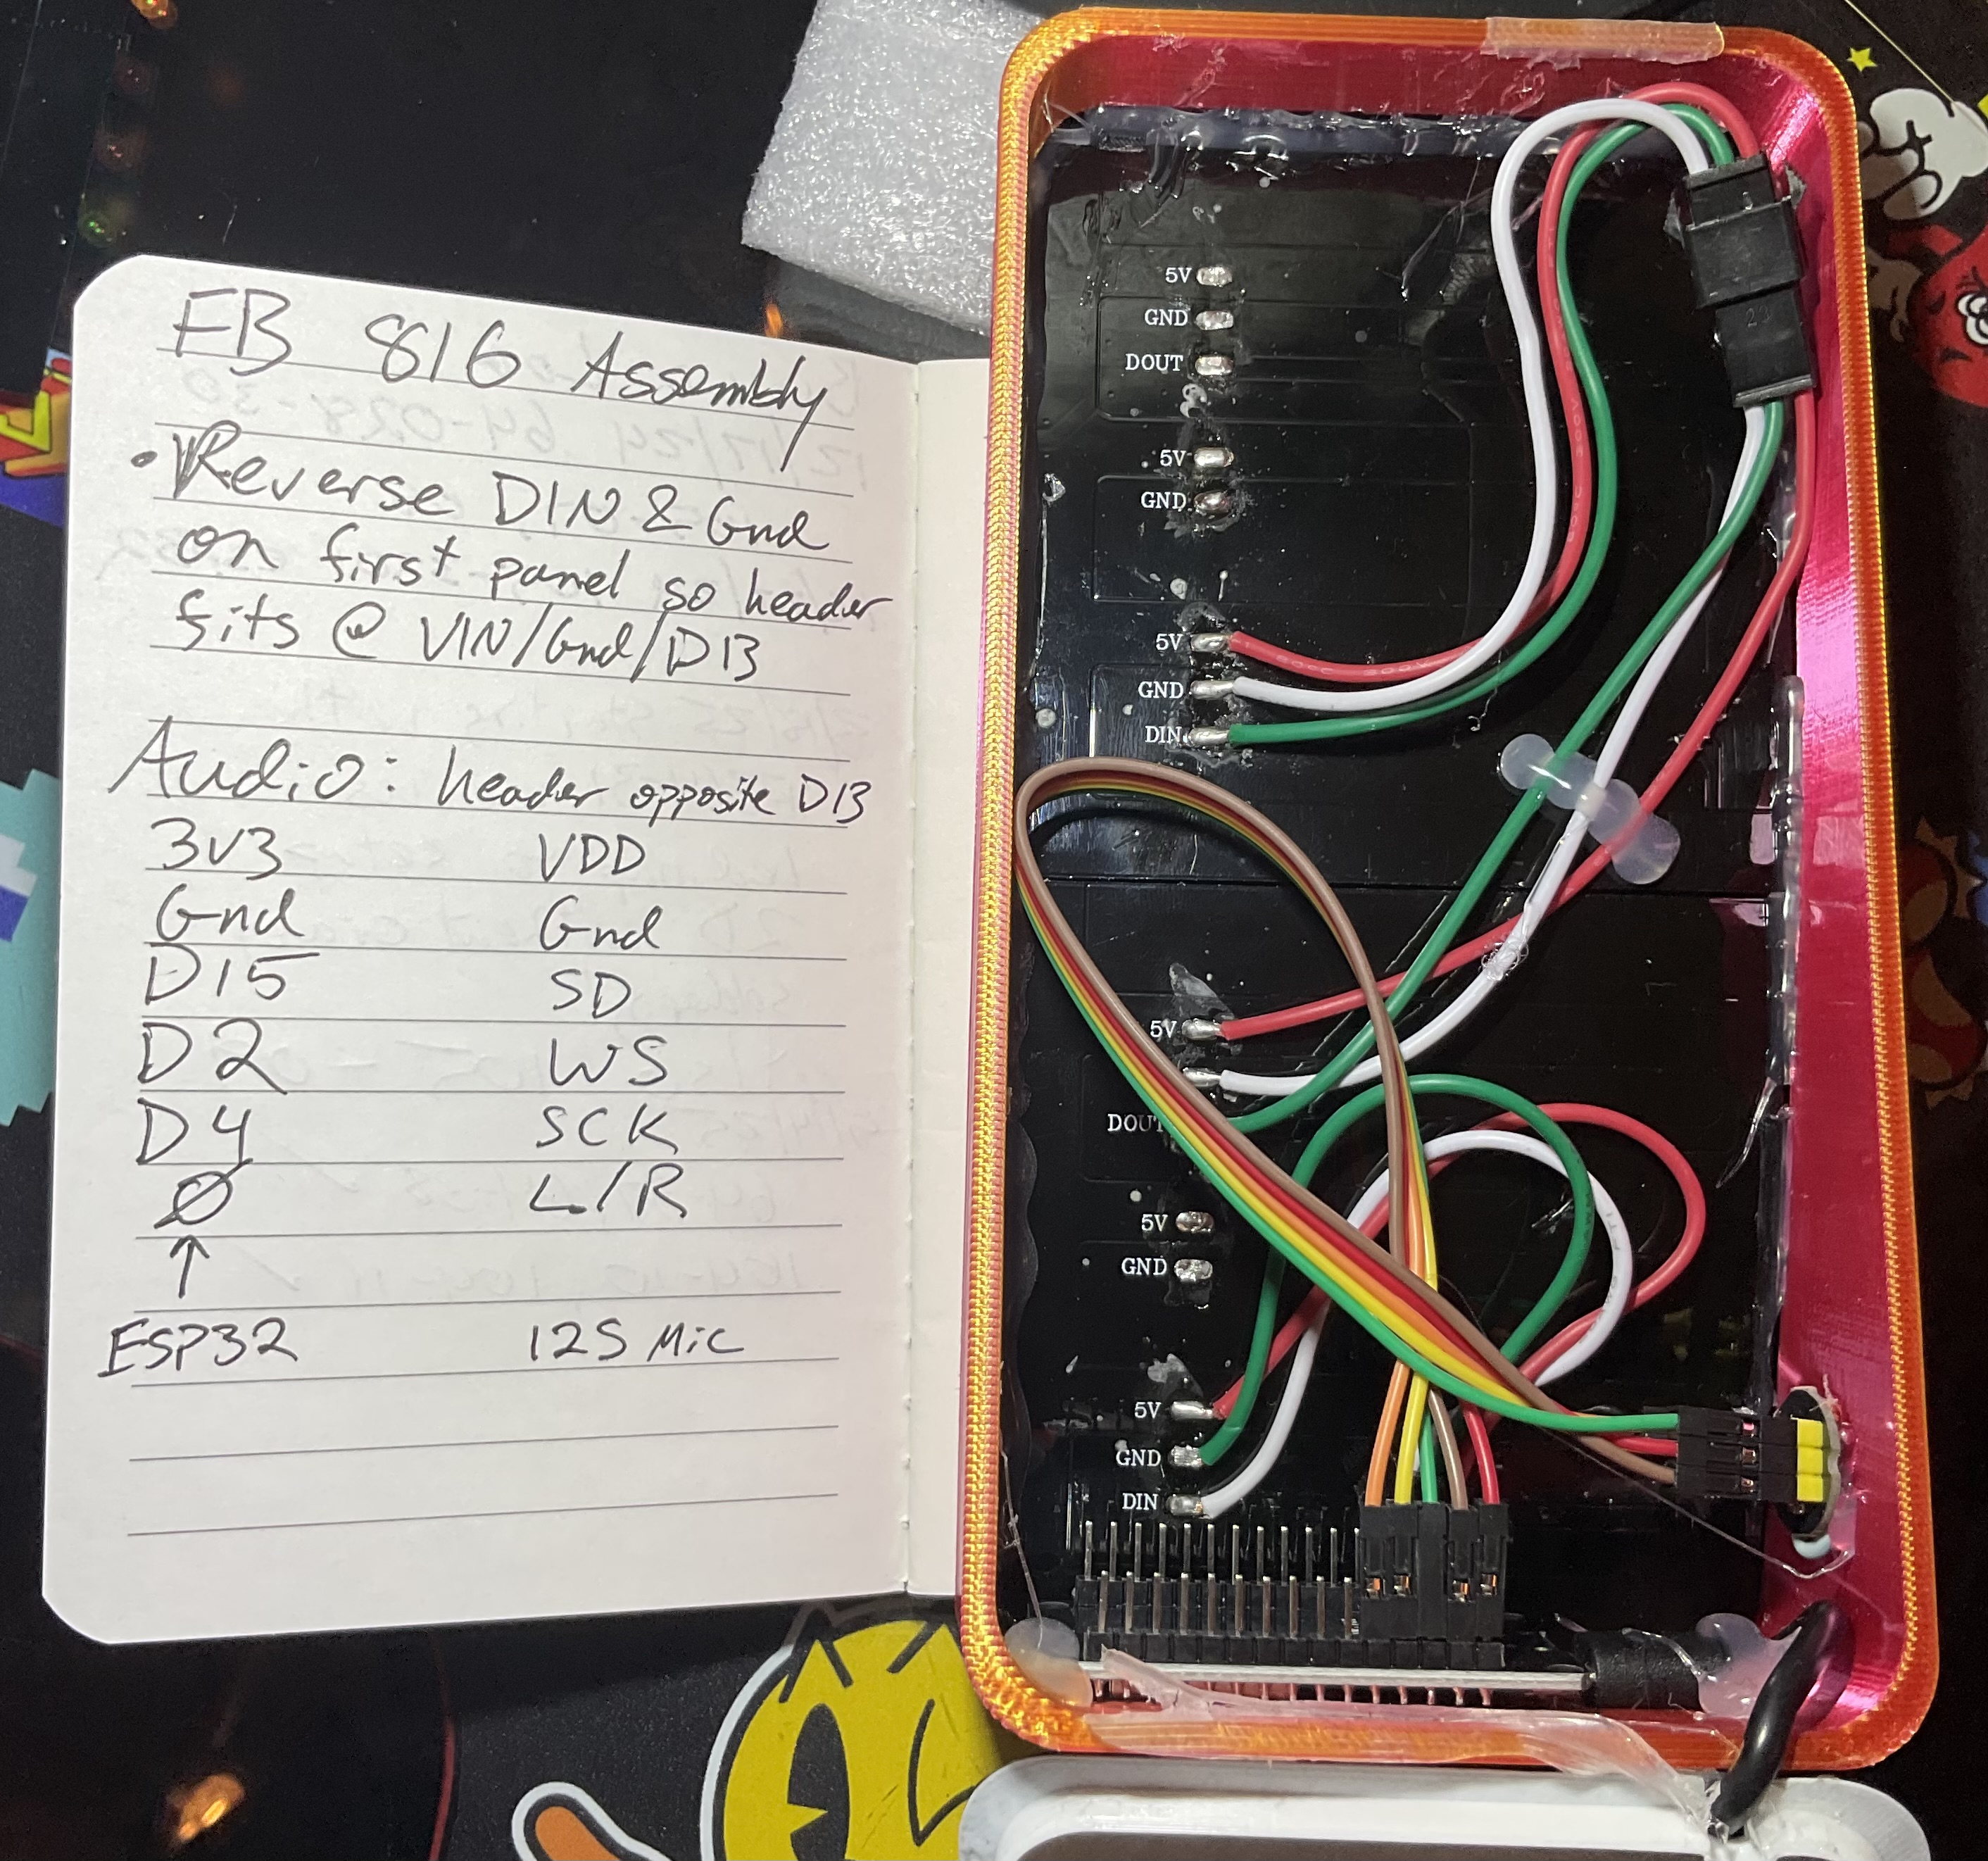 FB 816 Assembly
• Reverse DIN & Gnd
on first panel so header
fits @ VIN/Gnd/D13
Audio: header opposite D13
3v3 VDD
Gnd Gnd
D15 SD
D2 WS
D4 SCK
Ø L/R
↑
ESP32 I2S Mic
5V
GND
DOUT
5V
GND
5V
GND
DIN
5V
DOUT
5V
GND
5V
GND
DIN